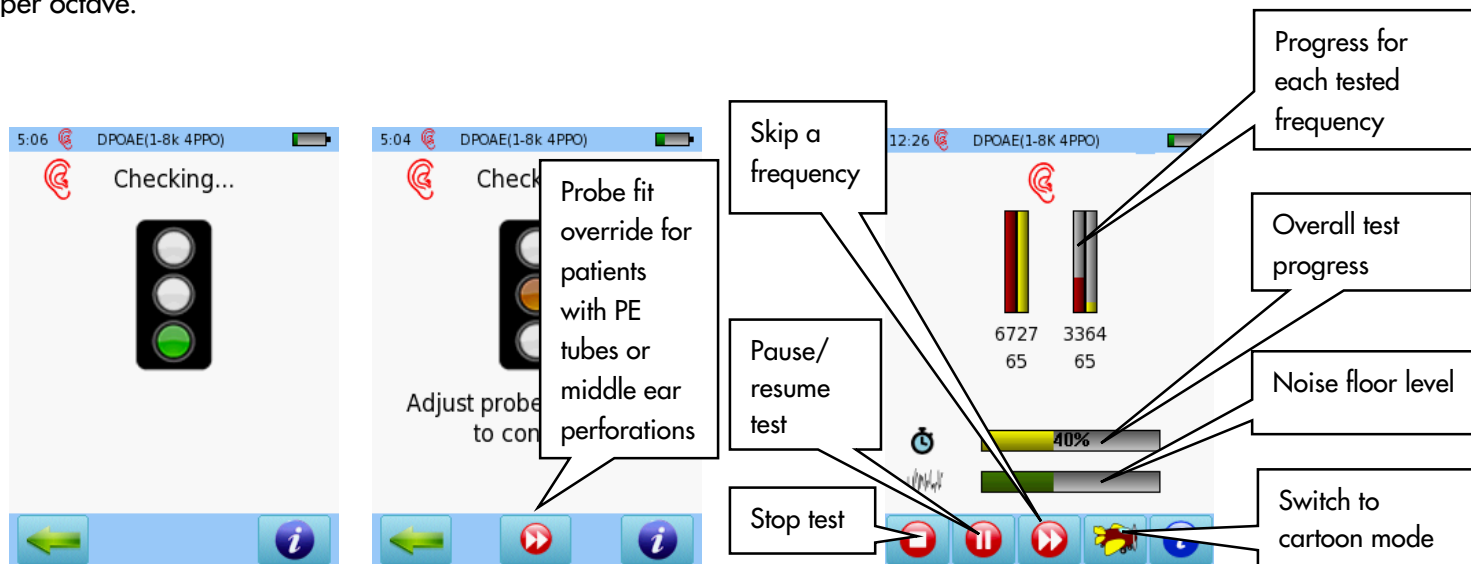 per octave.
5:06 DPOAE(1-8k 4PPO)
Checking...
5:04 DPOAE(1-8k 4PPO)
Check
Adjust probe
to con
Probe fit
override for
patients
with PE
tubes or
middle ear
perforations
Skip a
frequency
Pause/
resume
test
Stop test
12:26 DPOAE(1-8K 4PPO)
6727 3364
65 65
40%
Progress for
each tested
frequency
Overall test
progress
Noise floor level
Switch to
cartoon mode